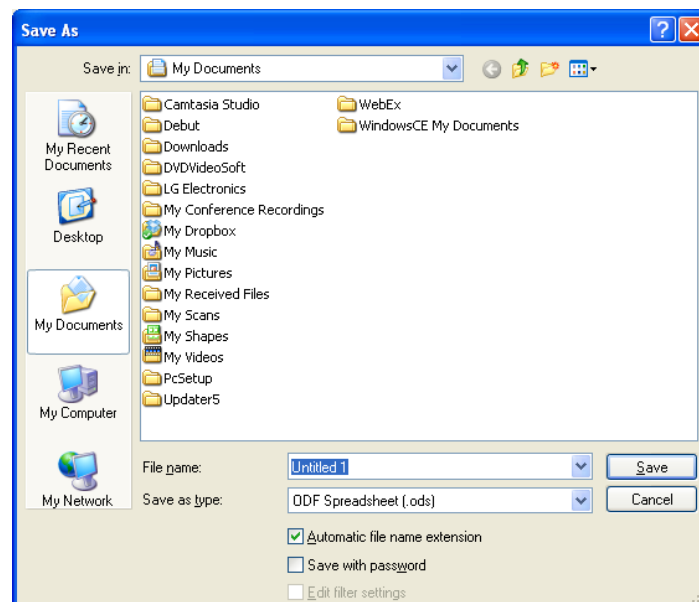 Save As
Save in:
My Documents
My Recent
Documents
Desktop
My Documents
My Computer
My Network
Camtasia Studio
Debut
Downloads
DVDVideoSoft
LG Electronics
My Conference Recordings
My Dropbox
My Music
My Pictures
My Received Files
My Scans
My Shapes
My Videos
PcSetup
Updater5
WebEx
WindowsCE My Documents
File name:
Untitled 1
Save
Save as type:
ODF Spreadsheet (.ods)
Cancel
Automatic file name extension
Save with password
Edit filter settings